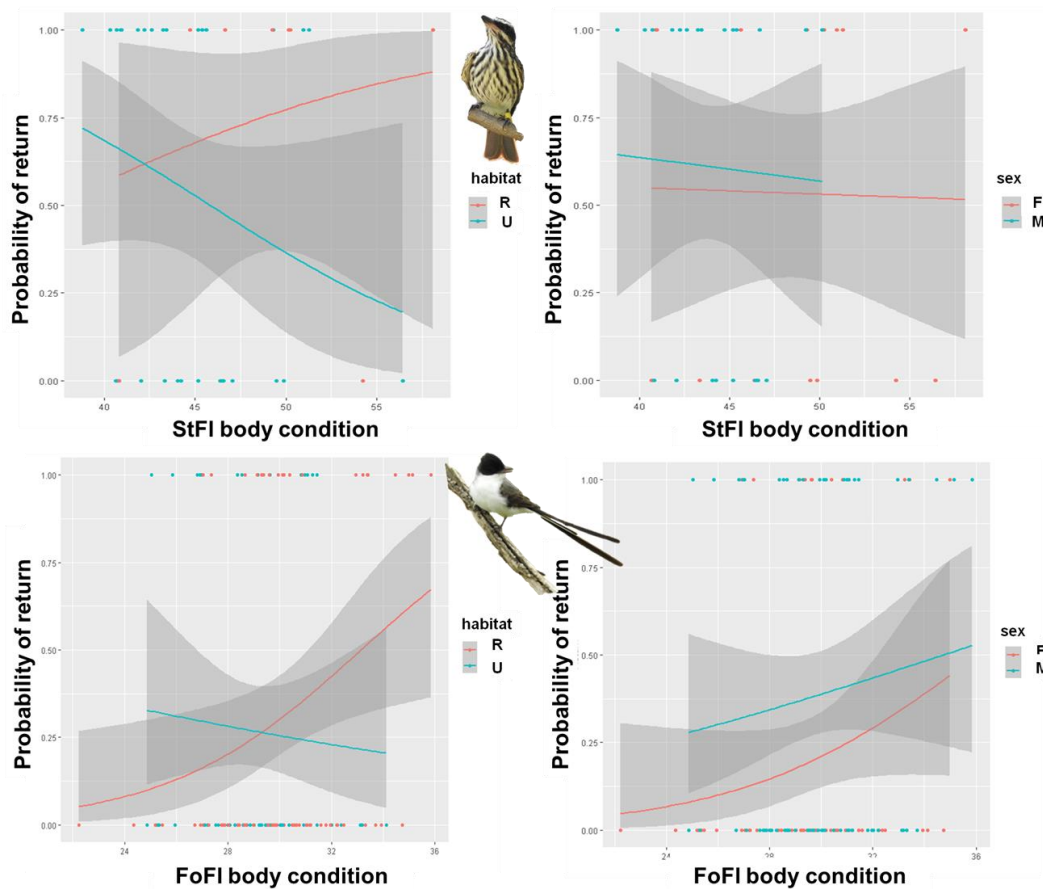 1.00
0.75
0.50
0.25
0.00
Probability of return
40
45
50
55
StFl body condition
habitat
R
U
1.00
0.75
0.50
0.25
0.00
Probability of return
40
45
50
55
StFl body condition
sex
F
M
1.00
0.75
0.50
0.25
0.00
Probability of return
24
28
32
36
FoFl body condition
habitat
R
U
1.00
0.75
0.50
0.25
0.00
Probability of return
24
28
32
36
FoFl body condition
sex
F
M